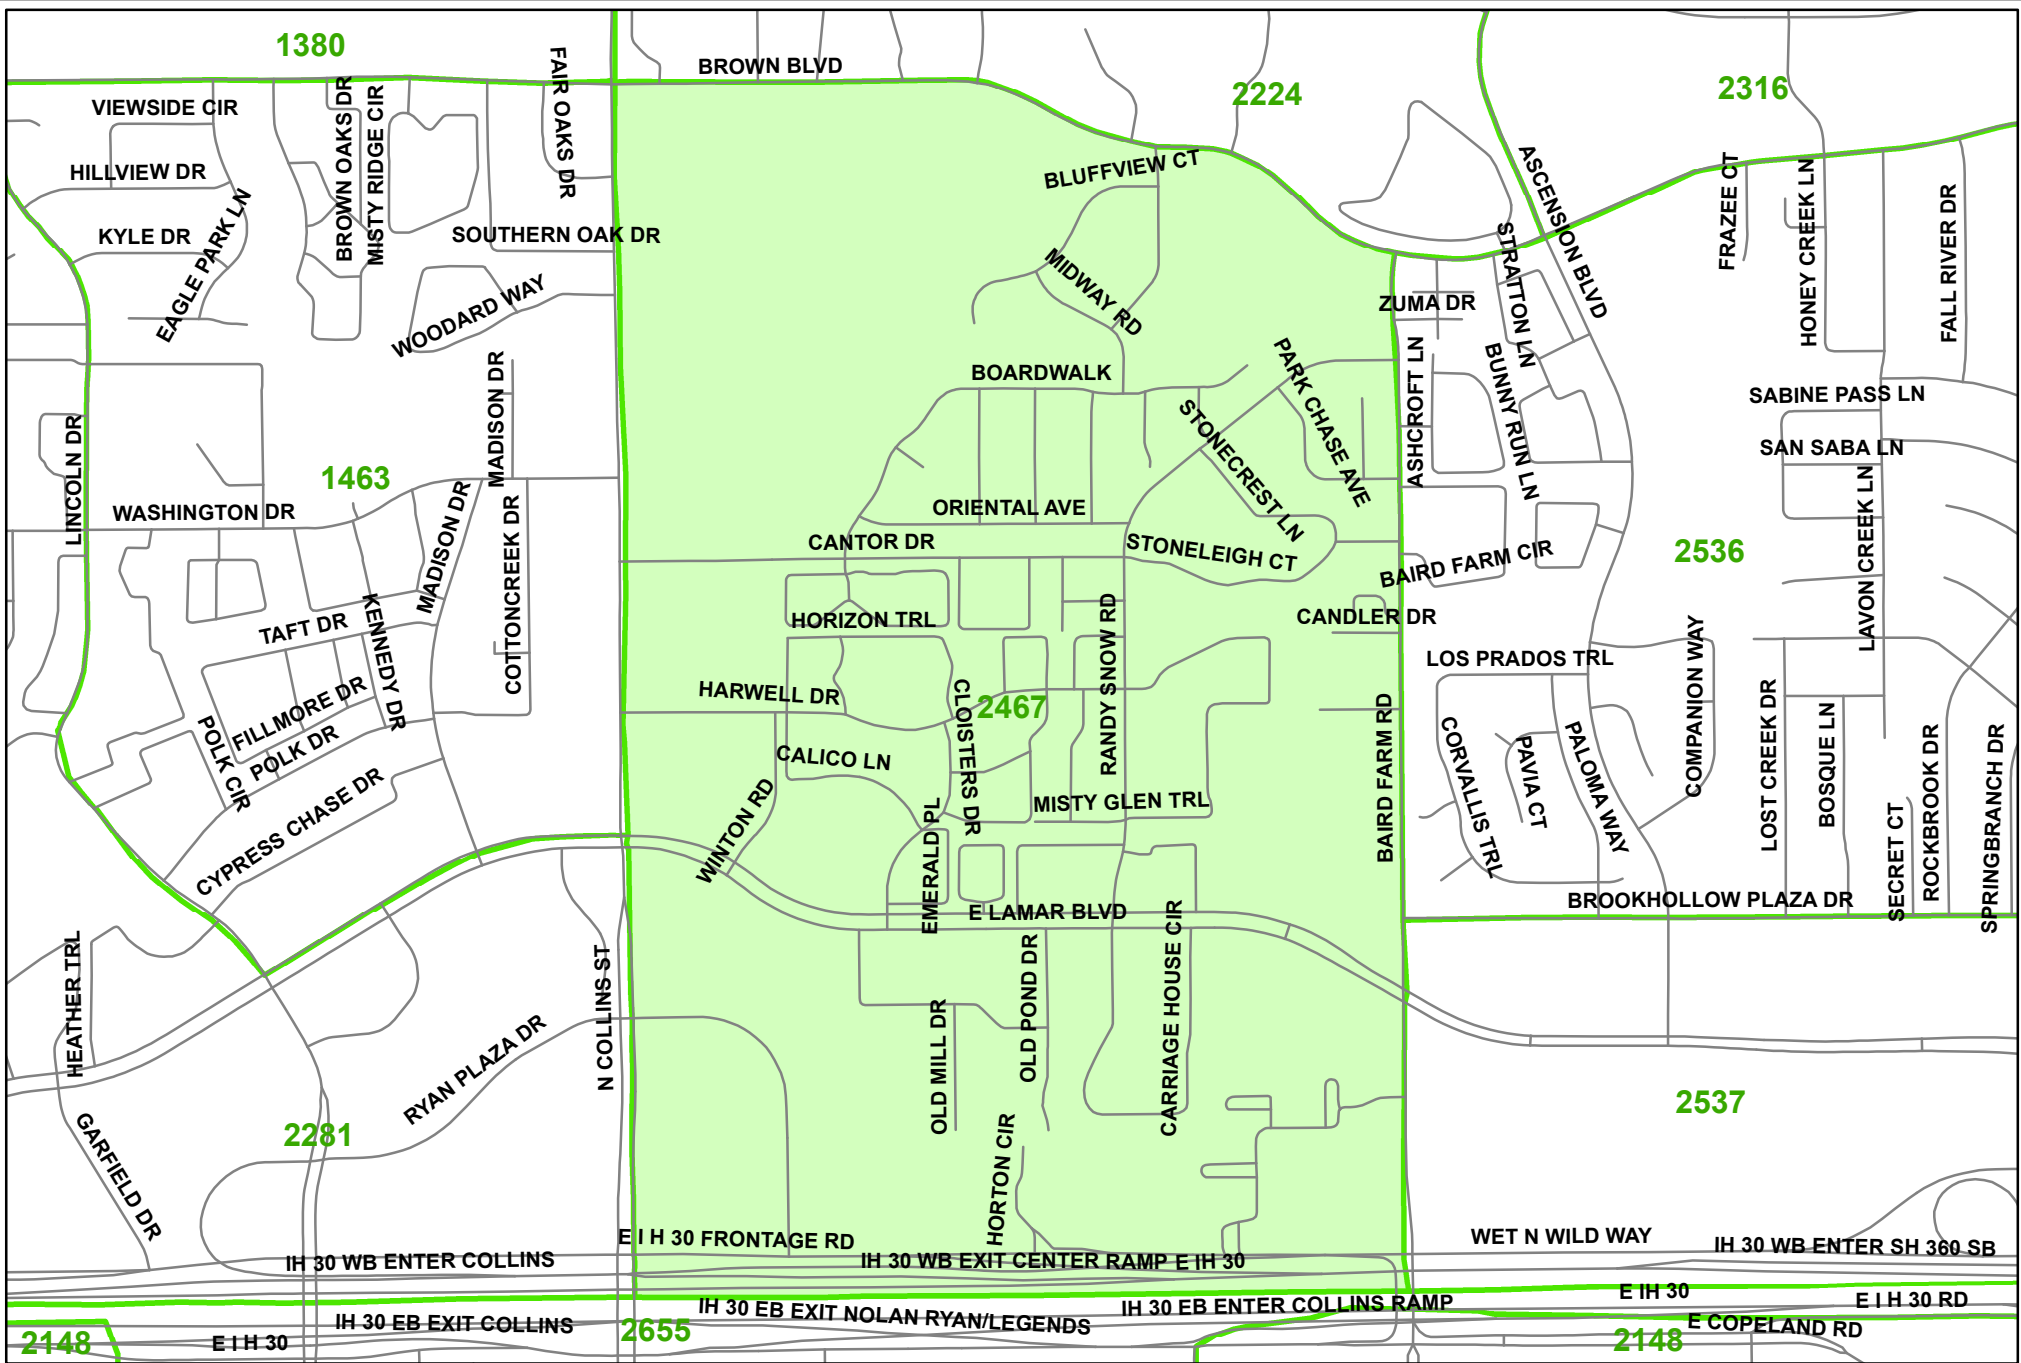 1380
BROWN BLVD
2224
2316
VIEWSIDE CIR
FAIR OAKS DR
BROWN OAKS DR
MISTY RIDGE CIR
HILLVIEW DR
BLUFFVIEW CT
ASCENSION BLVD
FRAZEE CT
HONEY CREEK LN
FALL RIVER DR
KYLE DR
EAGLE PARK LN
SOUTHERN OAK DR
MIDWAY RD
STRATTON LN
WOODARD WAY
ZUMA DR
BOARDWALK
PARK CHASE AVE
ASHCROFT LN
BUNNY RUN LN
SABINE PASS LN
MADISON DR
STONECREST LN
SAN SABA LN
LINCOLN DR
1463
WASHINGTON DR
MADISON DR
COTTONCREEK DR
ORIENTAL AVE
CANTOR DR
STONELEIGH CT
BAIRD FARM CIR
2536
LAVON CREEK LN
TAFT DR
KENNEDY DR
HORIZON TRL
RANDY SNOW RD
CANDLER DR
LOS PRADOS TRL
COMPANION WAY
HARWELL DR
CLOISTERS DR
2467
BAIRD FARM RD
FILLMORE DR
POLK DR
POLK CIR
CALICO LN
CORVALLIS TRL
PAVIA CT
PALOMA WAY
LOST CREEK DR
BOSQUE LN
ROCKBROOK DR
SPRINGBRANCH DR
CYPRESS CHASE DR
WINTON RD
EMERALD PL
MISTY GLEN TRL
SECRET CT
BROOKHOLLOW PLAZA DR
E LAMAR BLVD
HEATHER TRL
N COLLINS ST
OLD MILL DR
OLD POND DR
CARRIAGE HOUSE CIR
RYAN PLAZA DR
2537
GARFIELD DR
2281
HORTON CIR
E I H 30 FRONTAGE RD
WET N WILD WAY
IH 30 WB ENTER COLLINS
IH 30 WB EXIT CENTER RAMP
E IH 30
IH 30 WB ENTER SH 360 SB
E IH 30
E I H 30 RD
IH 30 EB EXIT COLLINS
IH 30 EB EXIT NOLAN RYAN/LEGENDS
IH 30 EB ENTER COLLINS RAMP
E COPELAND RD
2148
E I H 30
2655
2148